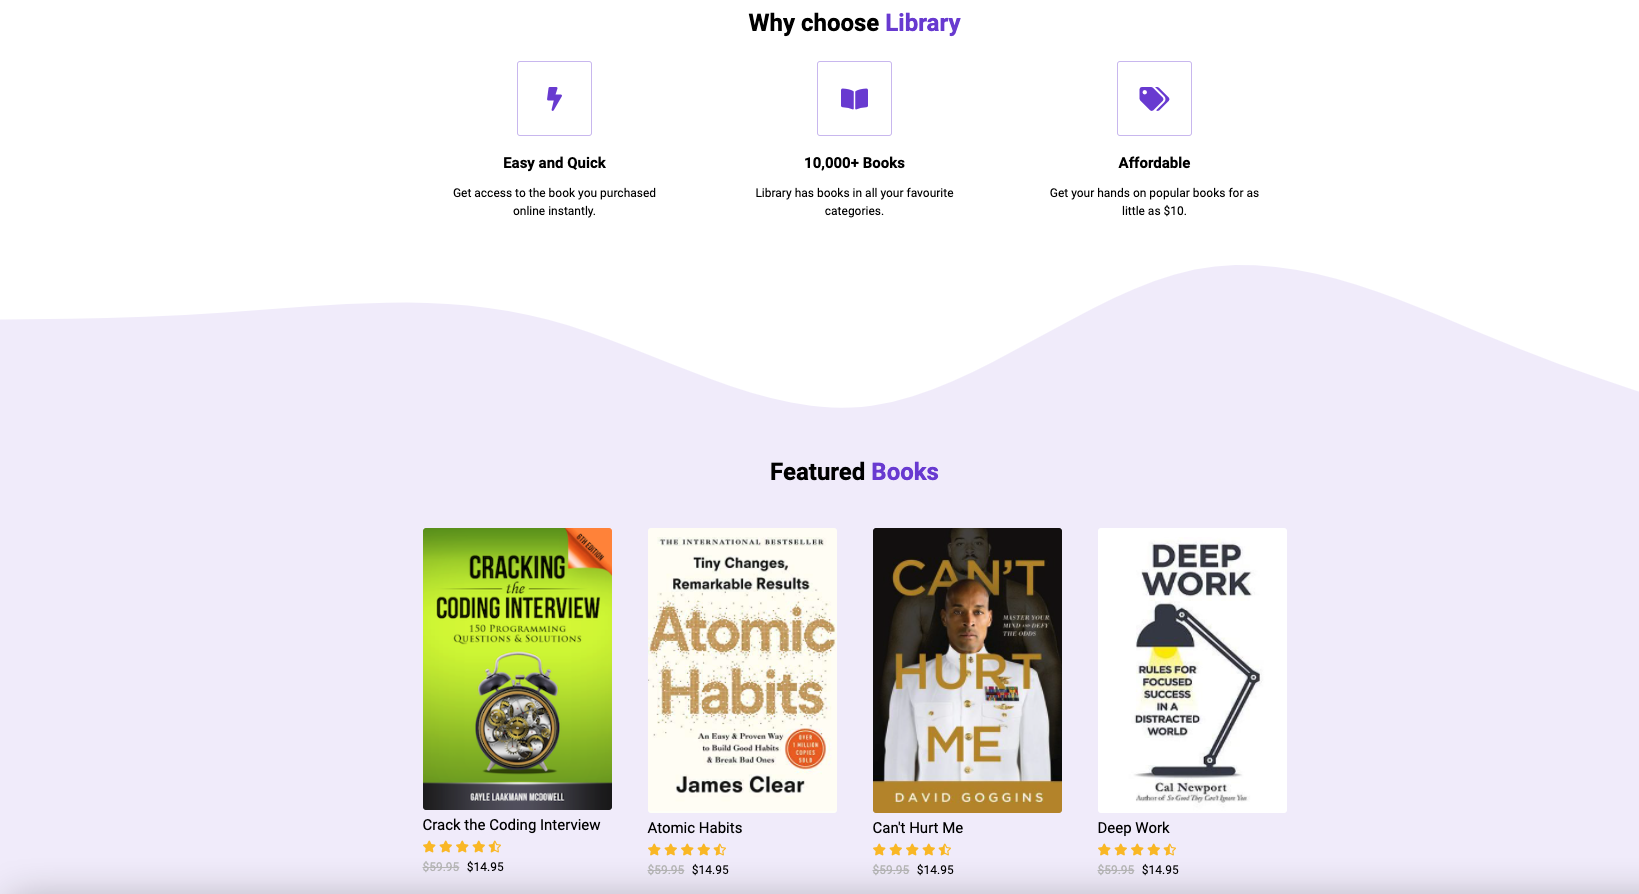 Why choose Library
Easy and Quick
Get access to the book you purchased
online instantly.
10,000+ Books
Library has books in all your favourite
categories.
Affordable
Get your hands on popular books for as
little as $10.
Featured Books
6TH EDITION
CRACKING
the
CODING INTERVIEW
150 PROGRAMMING
QUESTIONS & SOLUTIONS
GAYLE LAAKMANN MCDOWELL
Crack the Coding Interview
$59.95 $14.95
THE INTERNATIONAL BESTSELLER
Tiny Changes,
Remarkable Results
Atomic
Habits
An Easy & Proven Way
to Build Good Habits
& Break Bad Ones
OVER
1 MILLION
COPIES
SOLD
James Clear
Atomic Habits
$59.95 $14.95
CAN'T
MASTER YOUR
MIND AND DEFY
THE ODDS
HURT
ME
DAVID GOGGINS
Can't Hurt Me
$59.95 $14.95
DEEP
WORK
RULES FOR
FOCUSED
SUCCESS
IN A
DISTRACTED
WORLD
Cal Newport
Author of So Good They Can't Ignore You
Deep Work
$59.95 $14.95